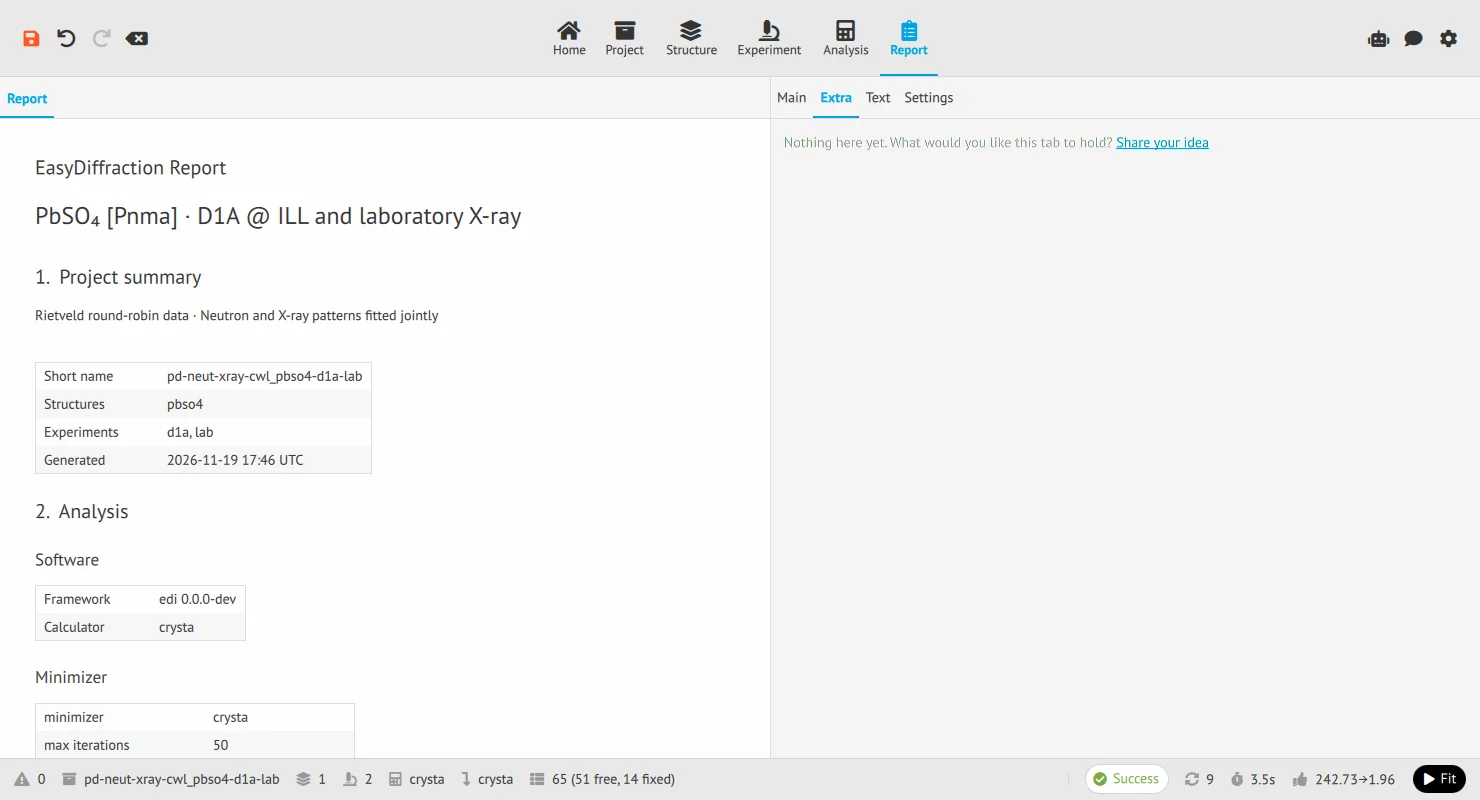 Home Project Structure Experiment Analysis Report
Report
Main Extra Text Settings
Nothing here yet. What would you like this tab to hold? Share your idea
EasyDiffraction Report
PbSO₄ [Pnma] · D1A @ ILL and laboratory X-ray
1. Project summary
Rietveld round-robin data · Neutron and X-ray patterns fitted jointly
Short name pd-neut-xray-cwl_pbso4-d1a-lab
Structures pbso4
Experiments d1a, lab
Generated 2026-11-19 17:46 UTC
2. Analysis
Software
Framework edi 0.0.0-dev
Calculator crysta
Minimizer
minimizer crysta
max iterations 50
0 pd-neut-xray-cwl_pbso4-d1a-lab 1 2 crysta crysta 65 (51 free, 14 fixed) Success 9 3.5s 242.73→1.96 Fit